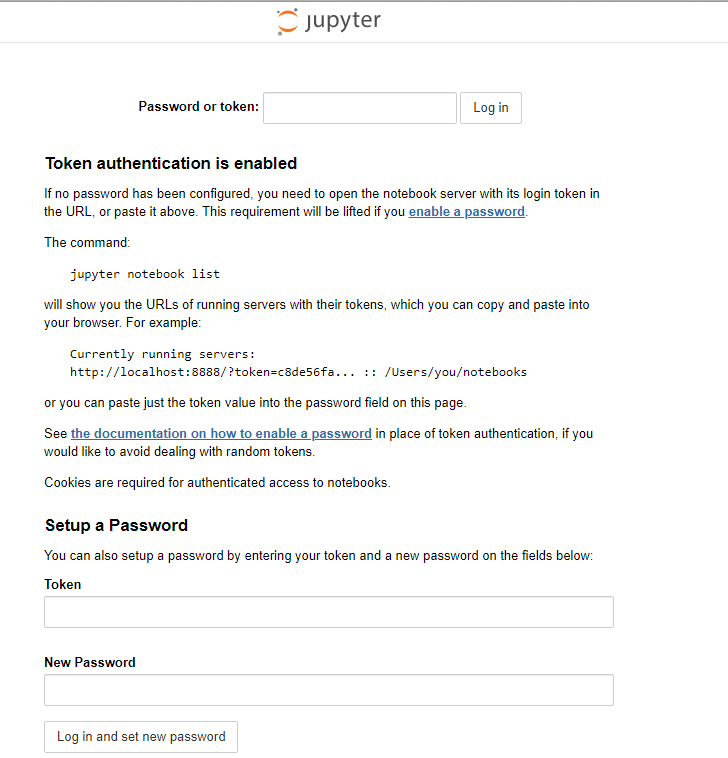 jupyter
Password or token:
Log in
Token authentication is enabled
If no password has been configured, you need to open the notebook server with its login token in
the URL, or paste it above. This requirement will be lifted if you enable a password.
The command:
jupyter notebook list
will show you the URLs of running servers with their tokens, which you can copy and paste into
your browser. For example:
Currently running servers:
http://localhost:8888/?token=c8de56fa... :: /Users/you/notebooks
or you can paste just the token value into the password field on this page.
See the documentation on how to enable a password in place of token authentication, if you
would like to avoid dealing with random tokens.
Cookies are required for authenticated access to notebooks.
Setup a Password
You can also setup a password by entering your token and a new password on the fields below:
Token
New Password
Log in and set new password